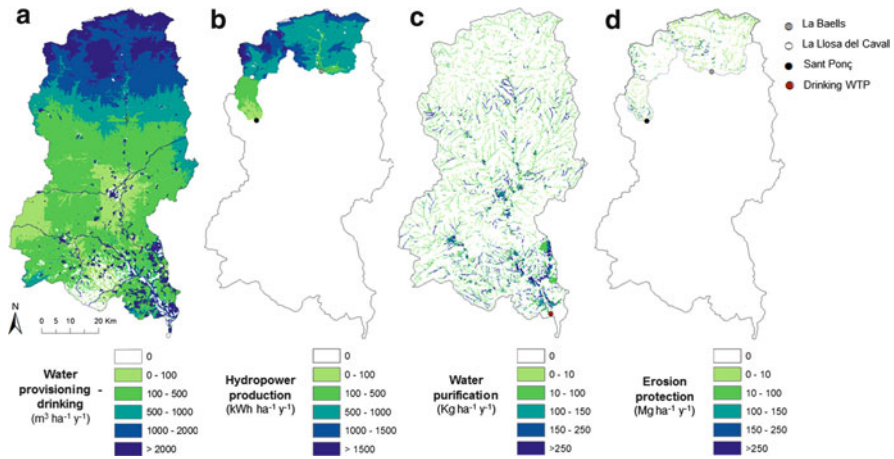 a b c d
La Baells
La Llosa del Caval
Sant Ponç
Drinking WTP
N
0 5 10 20 Km
Water provisioning - drinking (m³ ha⁻¹ y⁻¹)
0
0 - 100
100 - 500
500 - 1000
1000 - 2000
> 2000
Hydropower production (kWh ha⁻¹ y⁻¹)
0
0 - 100
100 - 500
500 - 1000
1000 - 1500
> 1500
Water purification (Kg ha⁻¹ y⁻¹)
0
0 - 10
10 - 100
100 - 150
150 - 250
>250
Erosion protection (Mg ha⁻¹ y⁻¹)
0
0 - 10
10 - 100
100 - 150
150 - 250
>250